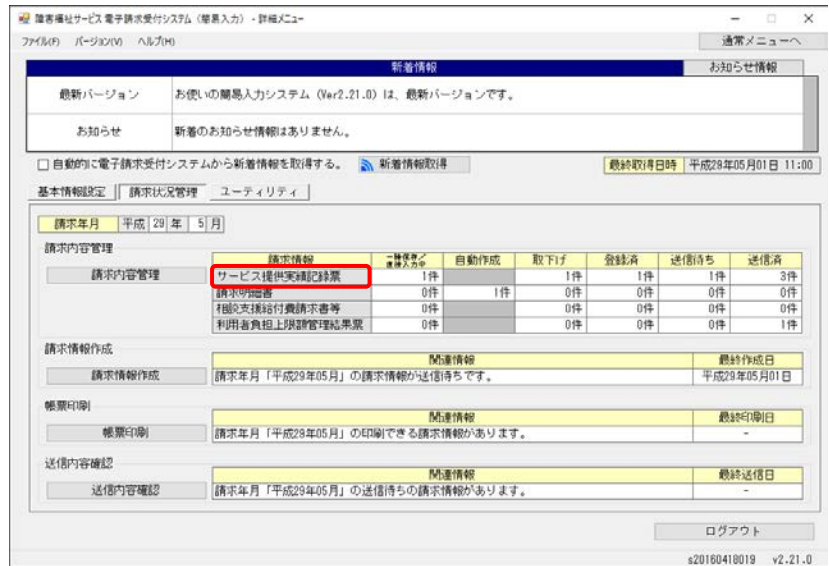 障害福祉サービス 電子請求受付システム (簡易入力) - 詳細メニュー
ファイル(F) バージョン(V) ヘルプ(H) 通常メニューへ
新着情報 お知らせ情報
最新バージョン お使いの簡易入力システム (Ver2.21.0) は、最新バージョンです。
お知らせ 新着のお知らせ情報はありません。
自動的に電子請求受付システムから新着情報を取得する。 新着情報取得 最終取得日時 平成29年05月01日 11:00
基本情報設定 請求状況管理 ユーティリティ
請求年月 平成 29 年 5 月
請求内容管理
請求情報 一時保存/直接入力中 自動作成 取下げ 登録済 送信待ち 送信済
請求内容管理 サービス提供実績記録票 1件 1件 1件 1件 3件
請求明細書 0件 1件 0件 0件 0件 0件
相談支援給付費請求書等 0件 0件 0件 0件 0件
利用者負担上限額管理結果票 0件 0件 0件 0件 1件
請求情報作成
関連情報 最終作成日
請求情報作成 請求年月「平成29年05月」の請求情報が送信待ちです。 平成29年05月01日
帳票印刷
関連情報 最終印刷日
帳票印刷 請求年月「平成29年05月」の印刷できる請求情報があります。 -
送信内容確認
関連情報 最終送信日
送信内容確認 請求年月「平成29年05月」の送信待ちの請求情報があります。 -
ログアウト
s20160418019 v2.21.0